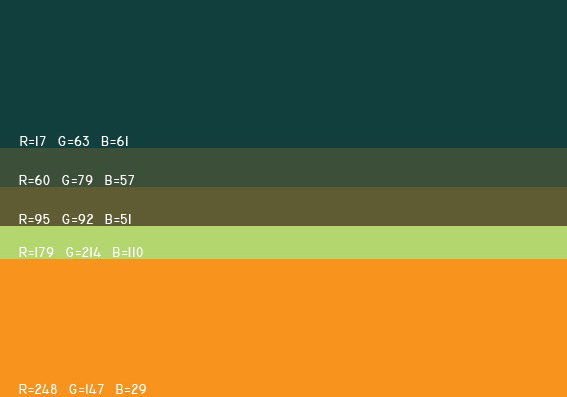 R=17 G=63 B=61
R=60 G=79 B=57
R=95 G=92 B=51
R=179 G=214 B=110
R=248 G=147 B=29